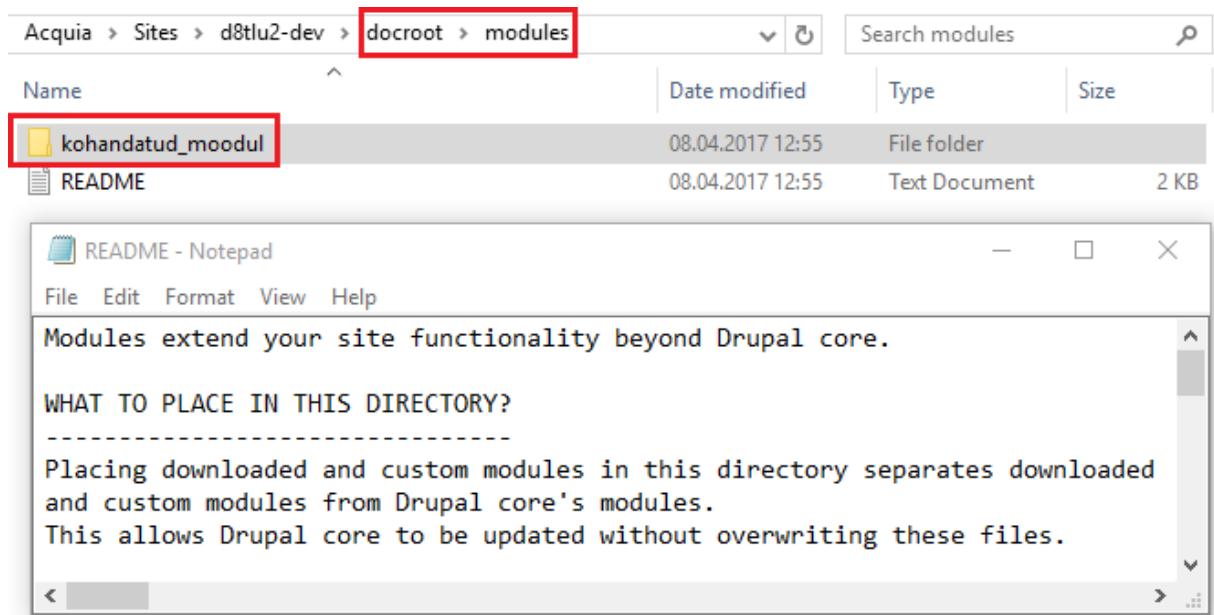 Acquia > Sites > d8tlu2-dev > docroot > modules Search modules
Name Date modified Type Size
kohandatud_moodul 08.04.2017 12:55 File folder
README 08.04.2017 12:55 Text Document 2 KB
README - Notepad
File Edit Format View Help
Modules extend your site functionality beyond Drupal core.
WHAT TO PLACE IN THIS DIRECTORY?
--------------------------------
Placing downloaded and custom modules in this directory separates downloaded
and custom modules from Drupal core's modules.
This allows Drupal core to be updated without overwriting these files.